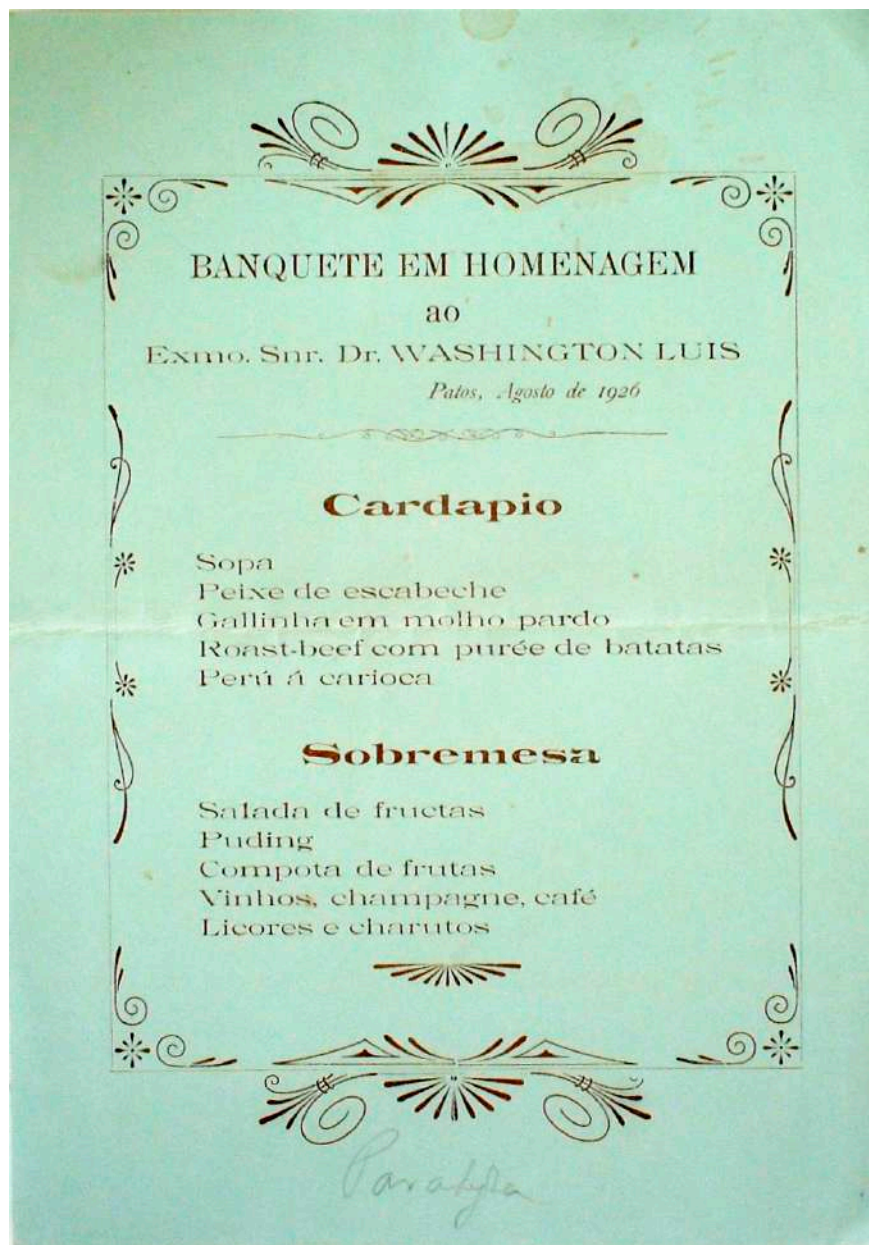 BANQUETE EM HOMENAGEM
ao
Exmo. Snr. Dr. WASHINGTON LUIS
Patos, Agosto de 1926
Cardapio
Sopa
Peixe de escabeche
Gallinha em molho pardo
Roast-beef com purée de batatas
Perú á carioca
Sobremesa
Salada de fructas
Puding
Compota de frutas
Vinhos, champagne, café
Licores e charutos